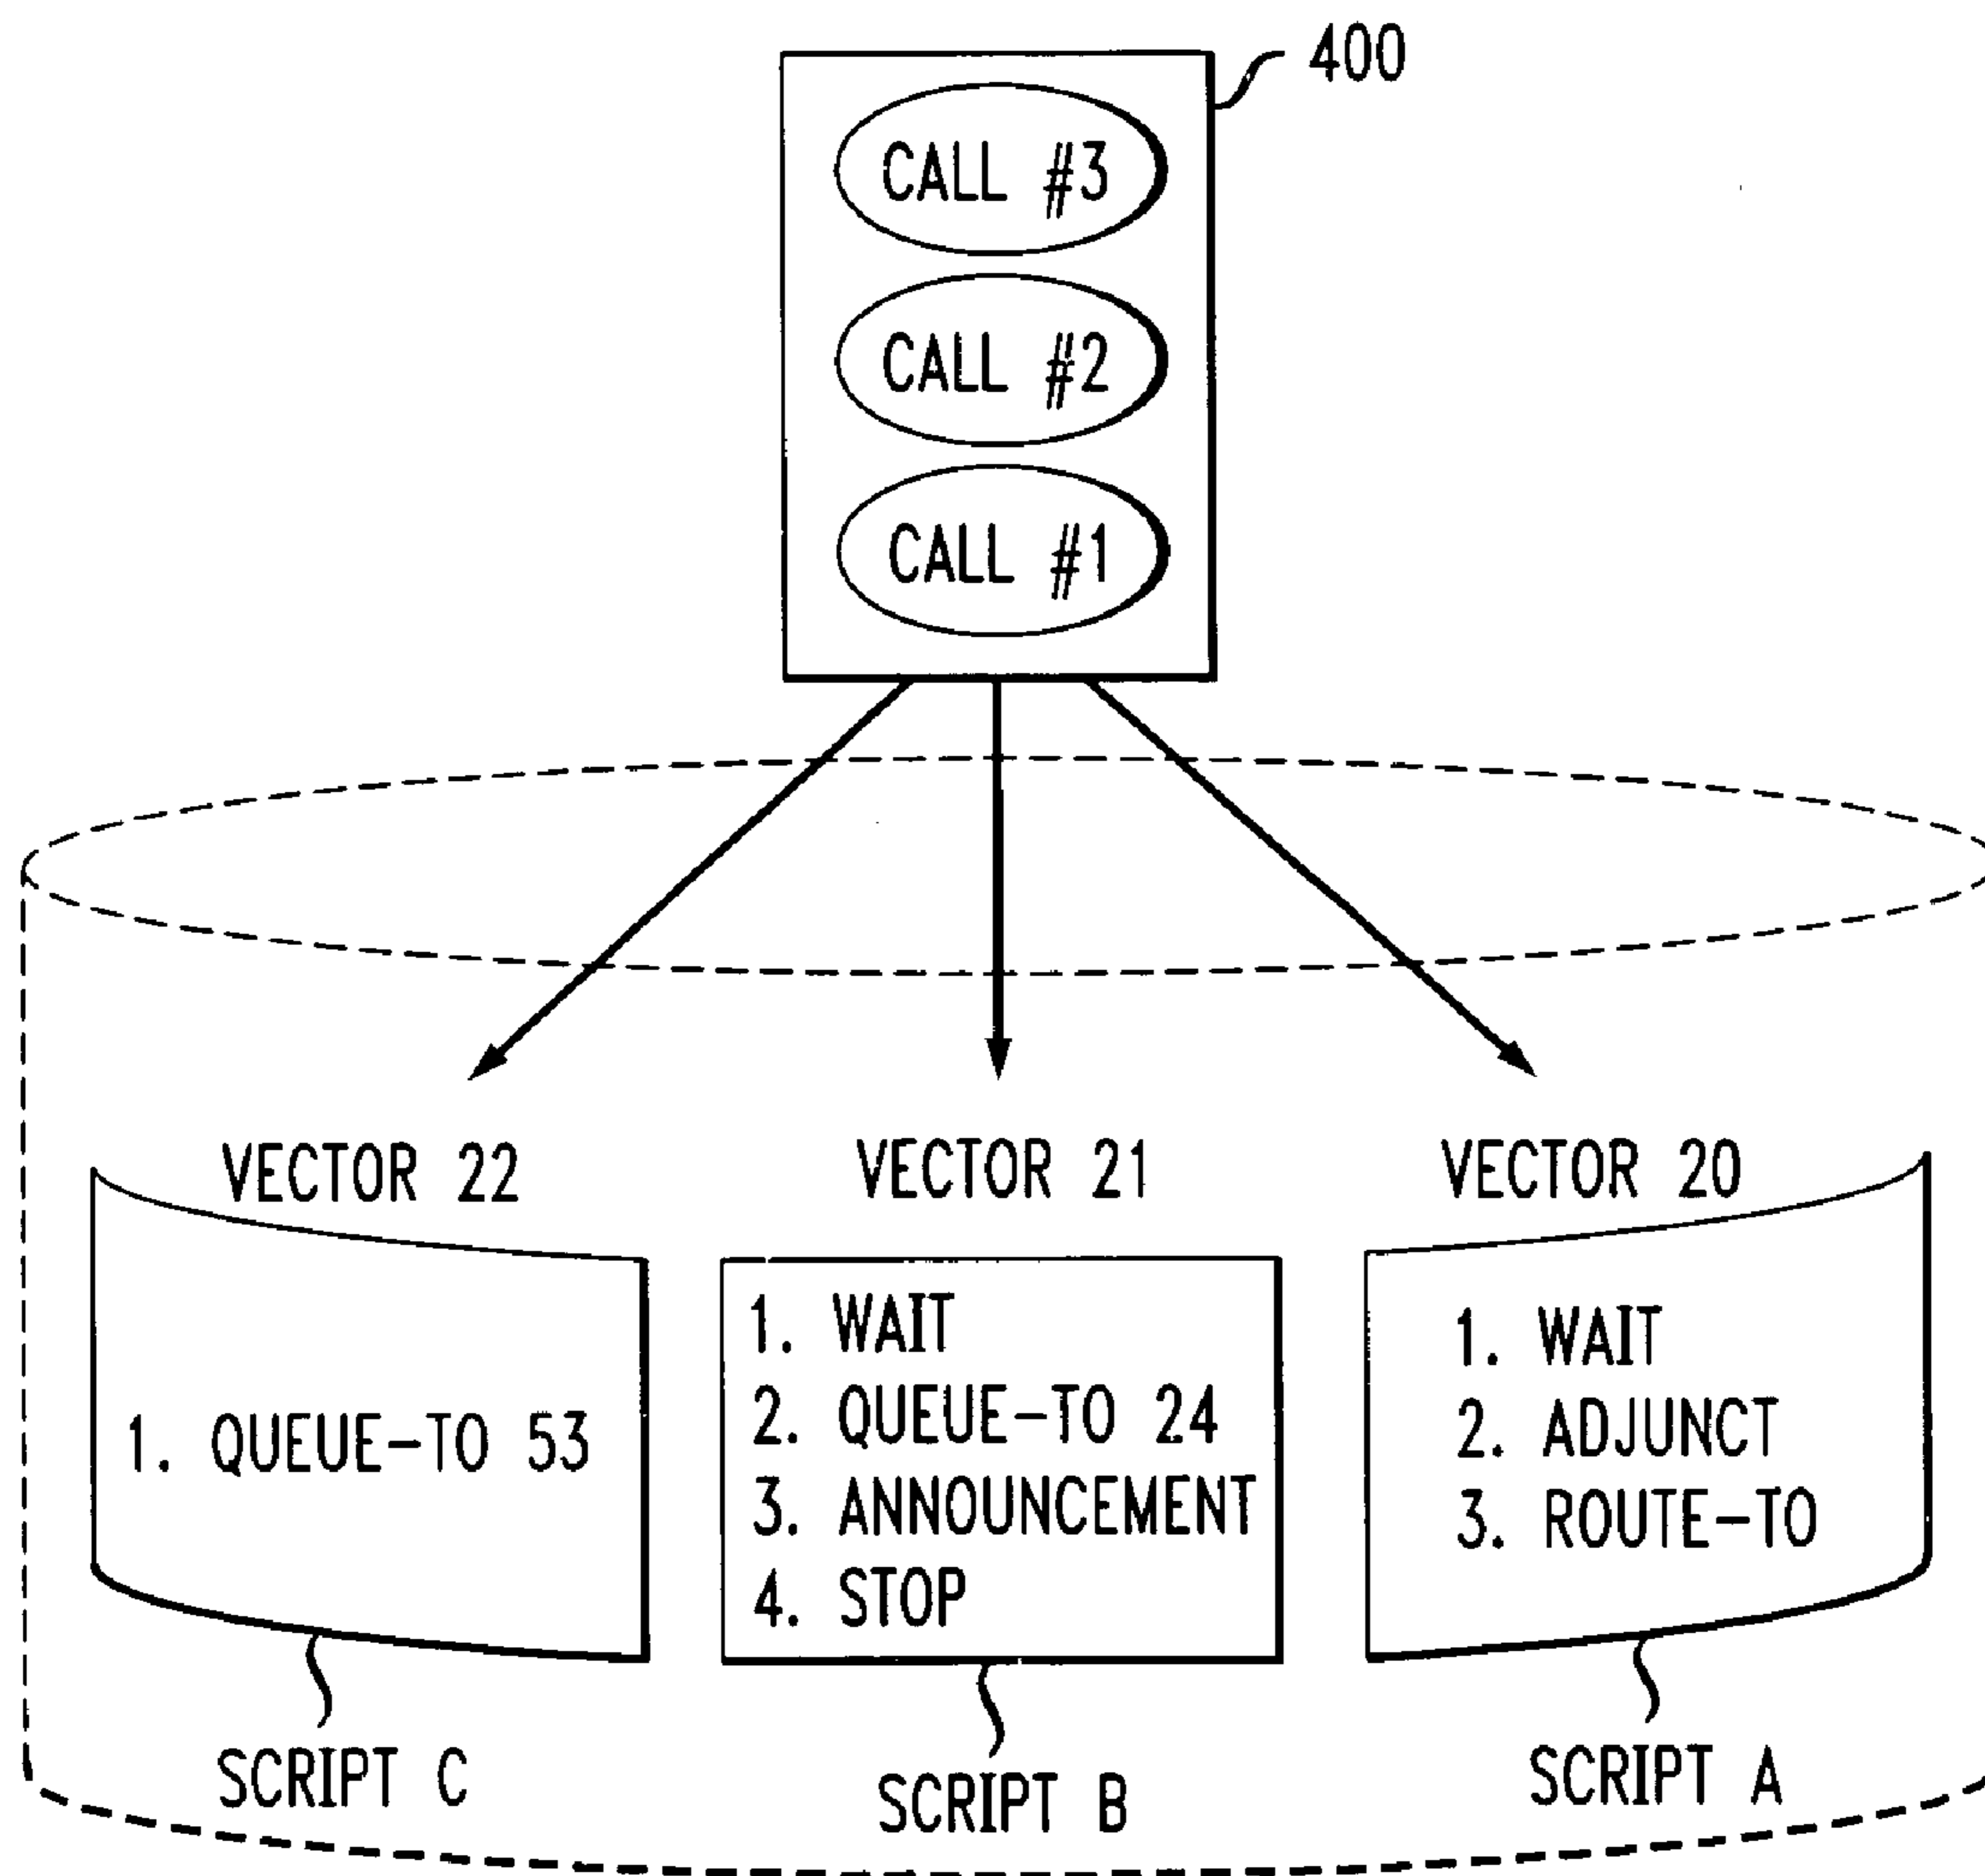 400
CALL #3
CALL #2
CALL #1
VECTOR 22
1. QUEUE-TO 53
SCRIPT C
VECTOR 21
1. WAIT
2. QUEUE-TO 24
3. ANNOUNCEMENT
4. STOP
SCRIPT B
VECTOR 20
1. WAIT
2. ADJUNCT
3. ROUTE-TO
SCRIPT A